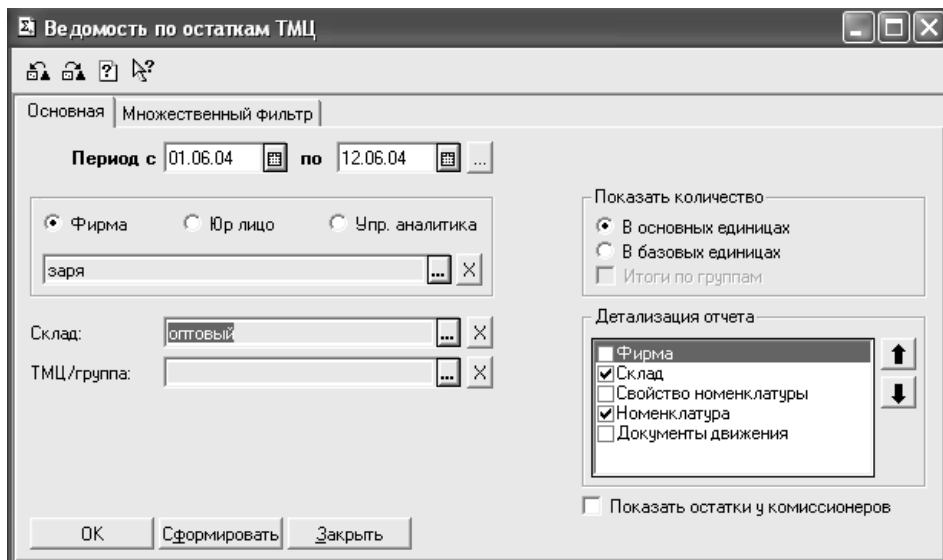 Ведомость по остаткам ТМЦ
Основная Множественный фильтр
Период с 01.06.04 по 12.06.04 ...
Фирма Юр лицо Упр. аналитика
заря ... X
Склад: оптовый ... X
ТМЦ/группа: ... X
Показать количество
В основных единицах
В базовых единицах
Итоги по группам
Детализация отчета
Фирма
Склад
Свойство номенклатуры
Номенклатура
Документы движения
Показать остатки у комиссионеров
OK Сформировать Закрыть